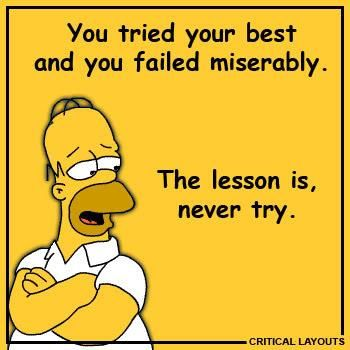 You tried your best
and you failed miserably.
The lesson is,
never try.
CRITICAL LAYOUTS